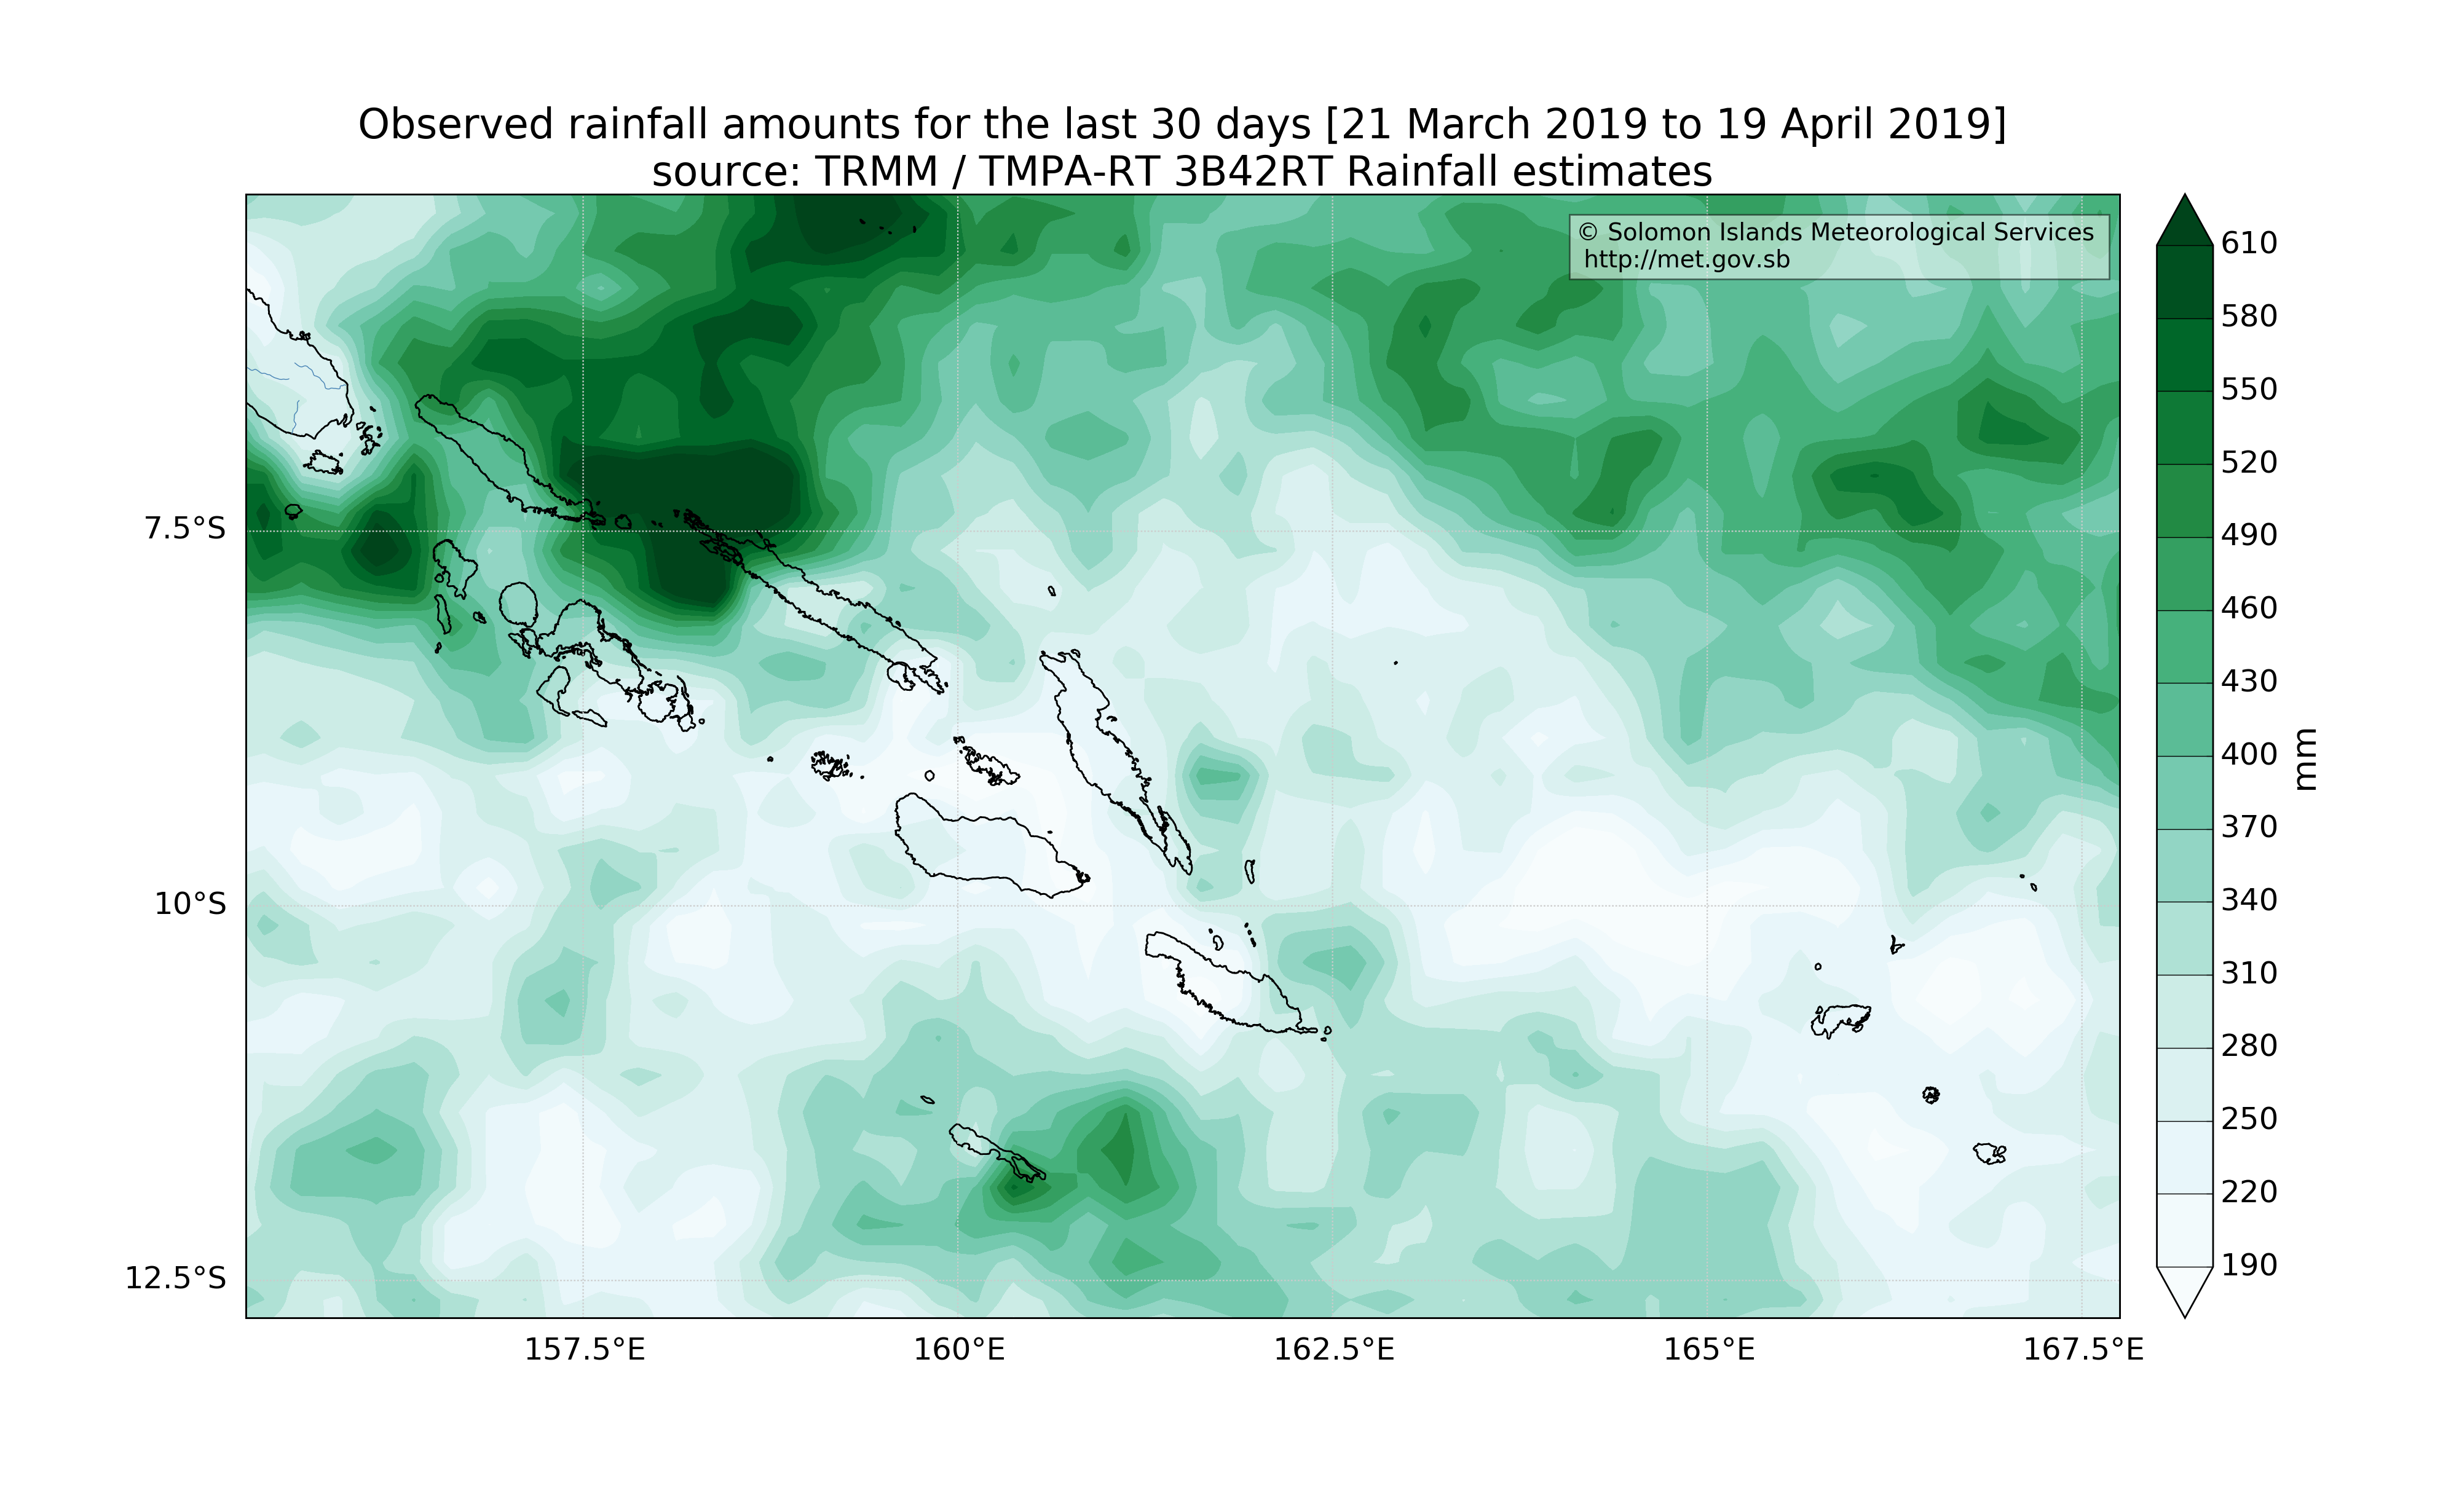 Observed rainfall amounts for the last 30 days [21 March 2019 to 19 April 2019]
source: TRMM / TMPA-RT 3B42RT Rainfall estimates
© Solomon Islands Meteorological Services
http://met.gov.sb
610
580
550
520
490
460
430
400
370
340
310
280
250
220
190
mm
7.5°S
10°S
12.5°S
157.5°E
160°E
162.5°E
165°E
167.5°E